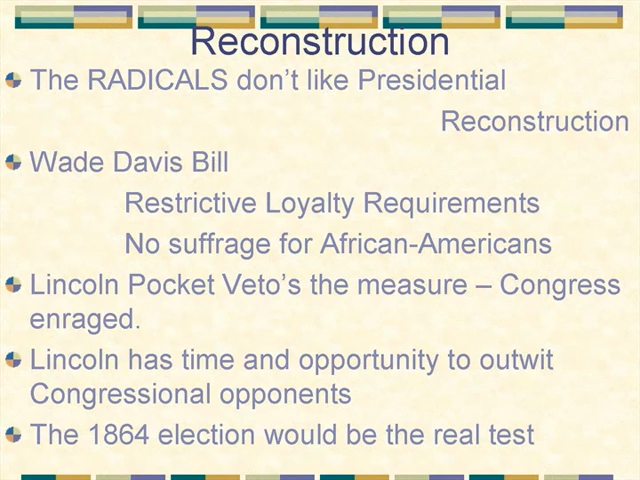 Reconstruction
The RADICALS don't like Presidential
Reconstruction
Wade Davis Bill
Restrictive Loyalty Requirements
No suffrage for African-Americans
Lincoln Pocket Veto's the measure – Congress
enraged.
Lincoln has time and opportunity to outwit
Congressional opponents
The 1864 election would be the real test